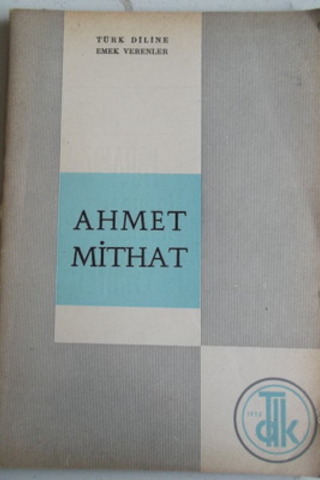 TÜRK DİLİNE
EMEK VERENLER
AHMET
MİTHAT
1932
TDK